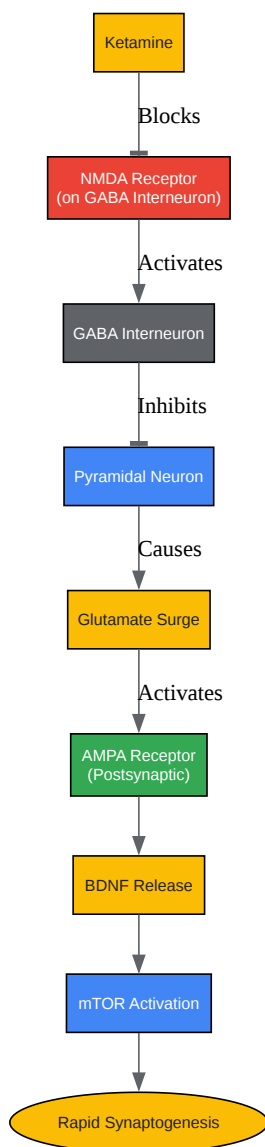 Ketamine
Blocks
NMDA Receptor
(on GABA Interneuron)
Activates
GABA Interneuron
Inhibits
Pyramidal Neuron
Causes
Glutamate Surge
Activates
AMPA Receptor
(Postsynaptic)
BDNF Release
mTOR Activation
Rapid Synaptogenesis